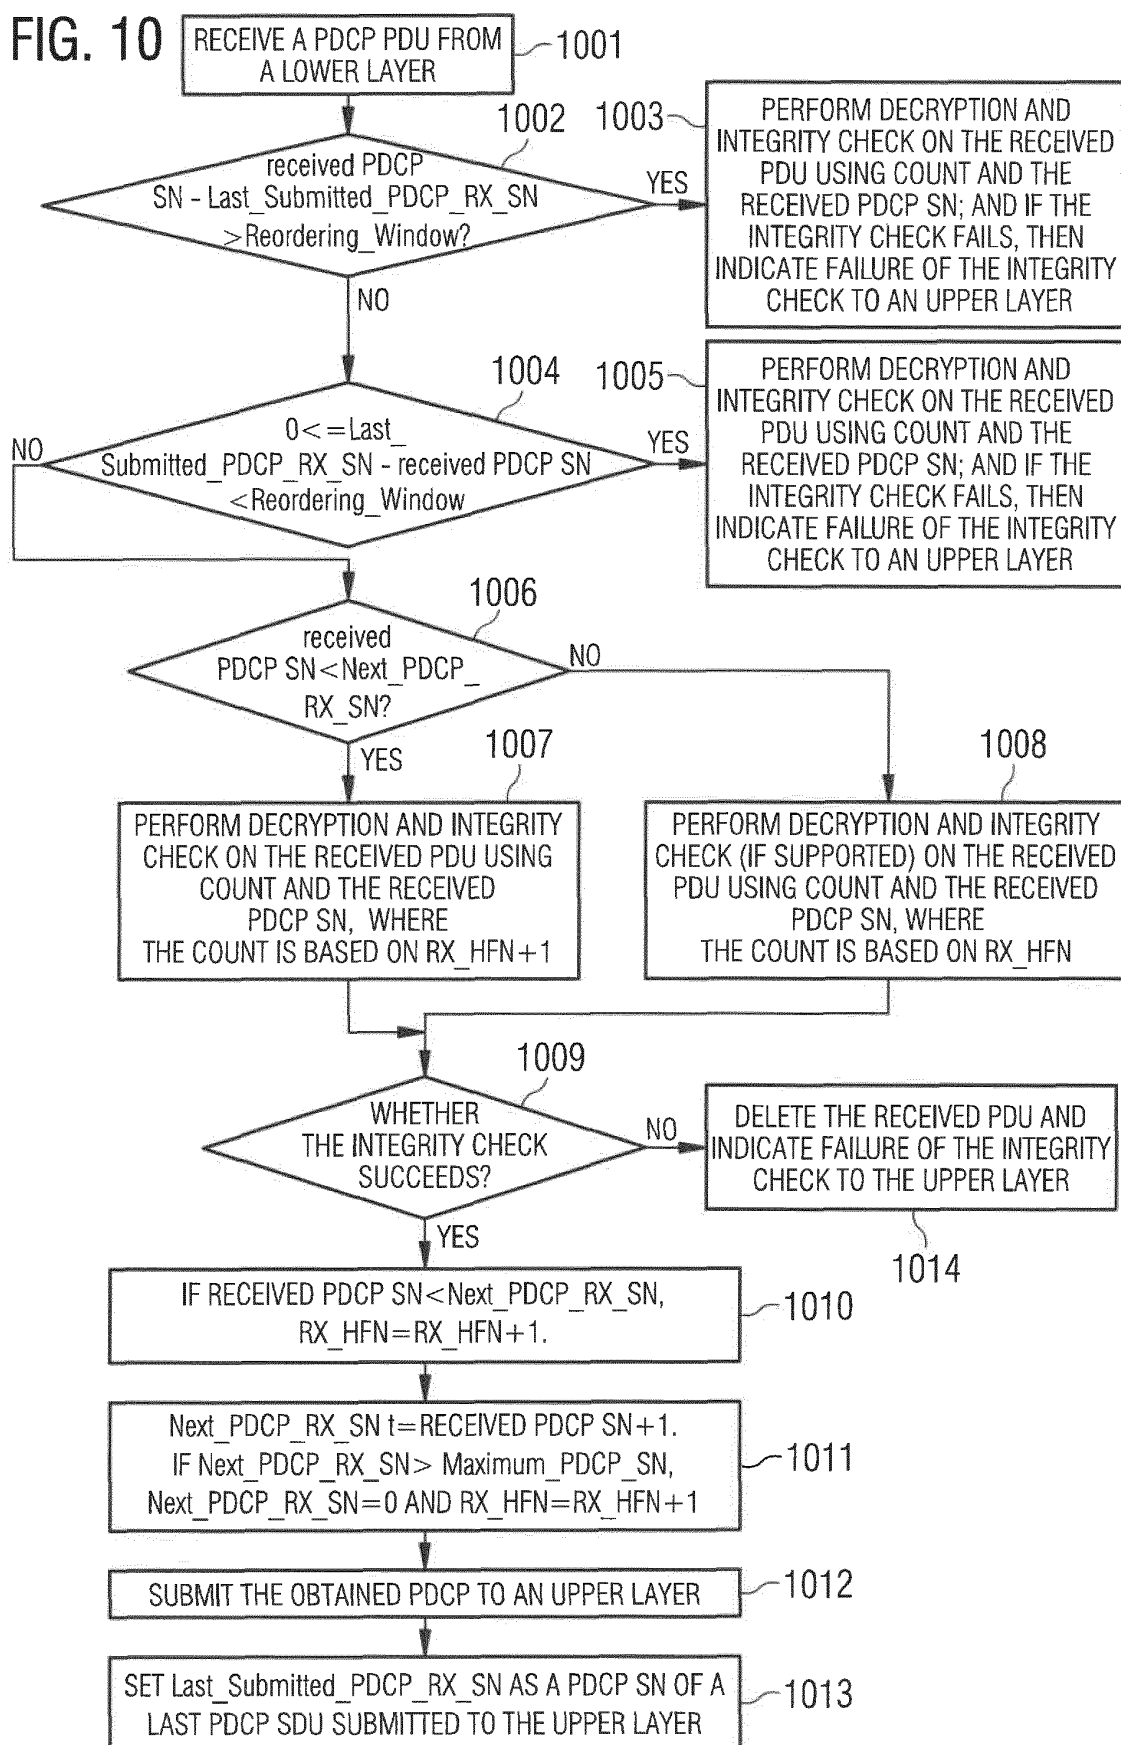 FIG. 10
RECEIVE A PDCP PDU FROM
A LOWER LAYER
1001
1002
received PDCP
SN - Last_Submitted_PDCP_RX_SN
>Reordering_Window?
YES
NO
1003
PERFORM DECRYPTION AND
INTEGRITY CHECK ON THE RECEIVED
PDU USING COUNT AND THE
RECEIVED PDCP SN; AND IF THE
INTEGRITY CHECK FAILS, THEN
INDICATE FAILURE OF THE INTEGRITY
CHECK TO AN UPPER LAYER
1004
0<=Last_
Submitted_PDCP_RX_SN - received PDCP SN
<Reordering_Window
NO
YES
1005
PERFORM DECRYPTION AND
INTEGRITY CHECK ON THE RECEIVED
PDU USING COUNT AND THE
RECEIVED PDCP SN; AND IF THE
INTEGRITY CHECK FAILS, THEN
INDICATE FAILURE OF THE INTEGRITY
CHECK TO AN UPPER LAYER
1006
received
PDCP SN<Next_PDCP_
RX_SN?
NO
YES
1007
PERFORM DECRYPTION AND INTEGRITY
CHECK ON THE RECEIVED PDU USING
COUNT AND THE RECEIVED
PDCP SN, WHERE
THE COUNT IS BASED ON RX_HFN+1
1008
PERFORM DECRYPTION AND INTEGRITY
CHECK (IF SUPPORTED) ON THE RECEIVED
PDU USING COUNT AND THE RECEIVED
PDCP SN, WHERE
THE COUNT IS BASED ON RX_HFN
1009
WHETHER
THE INTEGRITY CHECK
SUCCEEDS?
NO
YES
DELETE THE RECEIVED PDU AND
INDICATE FAILURE OF THE INTEGRITY
CHECK TO THE UPPER LAYER
1014
IF RECEIVED PDCP SN<Next_PDCP_RX_SN,
RX_HFN=RX_HFN+1.
1010
Next_PDCP_RX_SN t=RECEIVED PDCP SN+1.
IF Next_PDCP_RX_SN> Maximum_PDCP_SN,
Next_PDCP_RX_SN=0 AND RX_HFN=RX_HFN+1
1011
SUBMIT THE OBTAINED PDCP TO AN UPPER LAYER
1012
SET Last_Submitted_PDCP_RX_SN AS A PDCP SN OF A
LAST PDCP SDU SUBMITTED TO THE UPPER LAYER
1013